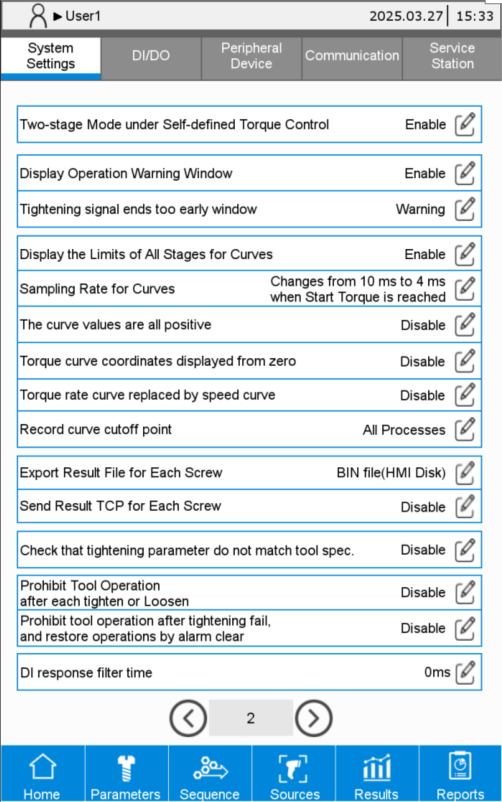 ▶User1
2025.03.27 15:33
System
Settings
DI/DO
Peripheral
Device
Communication
Service
Station
Two-stage Mode under Self-defined Torque Control Enable
Display Operation Warning Window Enable
Tightening signal ends too early window Warning
Display the Limits of All Stages for Curves Enable
Sampling Rate for Curves
Changes from 10 ms to 4 ms
when Start Torque is reached
The curve values are all positive Disable
Torque curve coordinates displayed from zero Disable
Torque rate curve replaced by speed curve Disable
Record curve cutoff point All Processes
Export Result File for Each Screw BIN file(HMI Disk)
Send Result TCP for Each Screw Disable
Check that tightening parameter do not match tool spec. Disable
Prohibit Tool Operation
after each tighten or Loosen
Disable
Prohibit tool operation after tightening fail,
and restore operations by alarm clear
Disable
DI response filter time 0ms
2
Home
Parameters
Sequence
Sources
Results
Reports